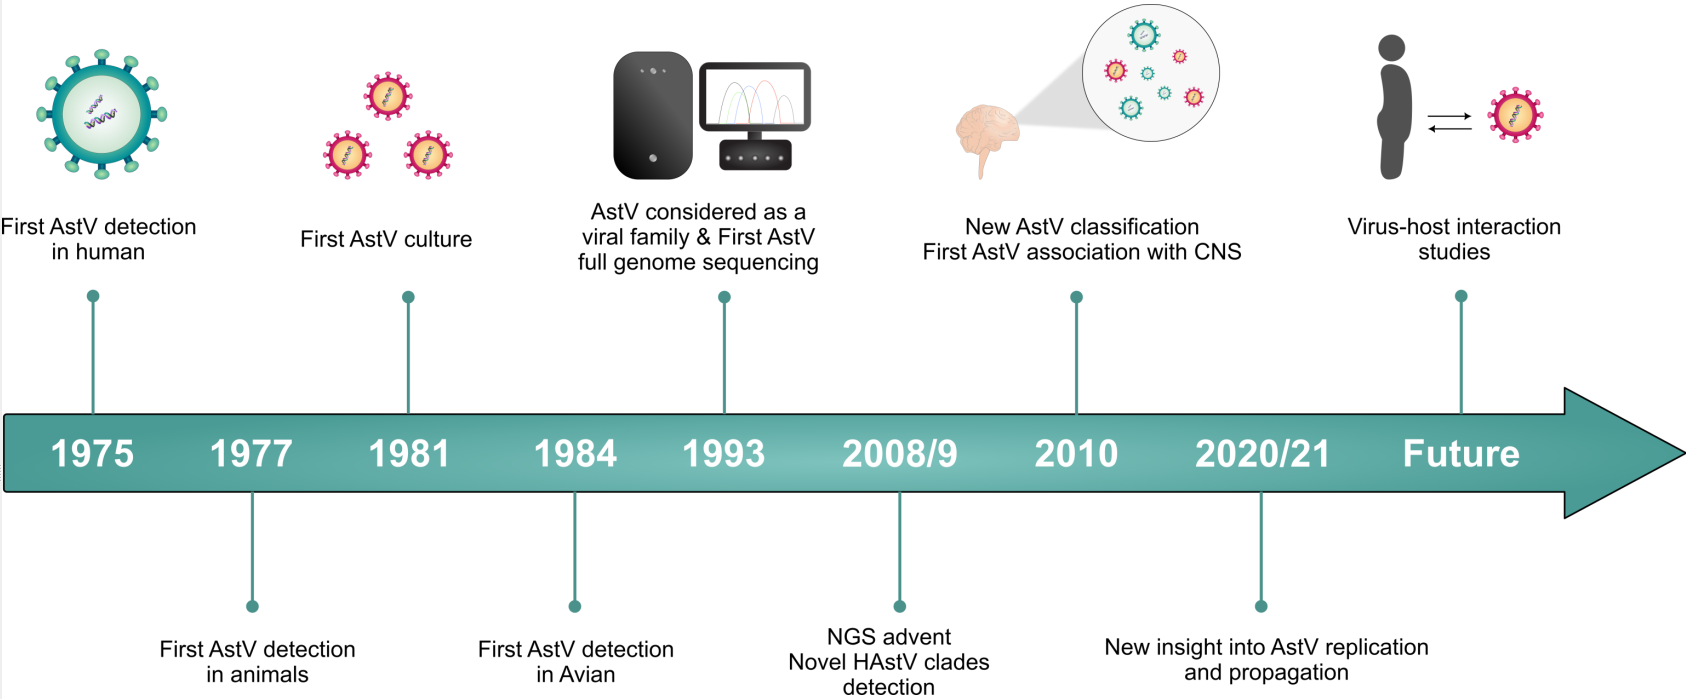 First AstV detection
in human
First AstV culture
AstV considered as a
viral family & First AstV
full genome sequencing
New AstV classification
First AstV association with CNS
Virus-host interaction
studies
1975
1977
1981
1984
1993
2008/9
2010
2020/21
Future
First AstV detection
in animals
First AstV detection
in Avian
NGS advent
Novel HAstV clades
detection
New insight into AstV replication
and propagation